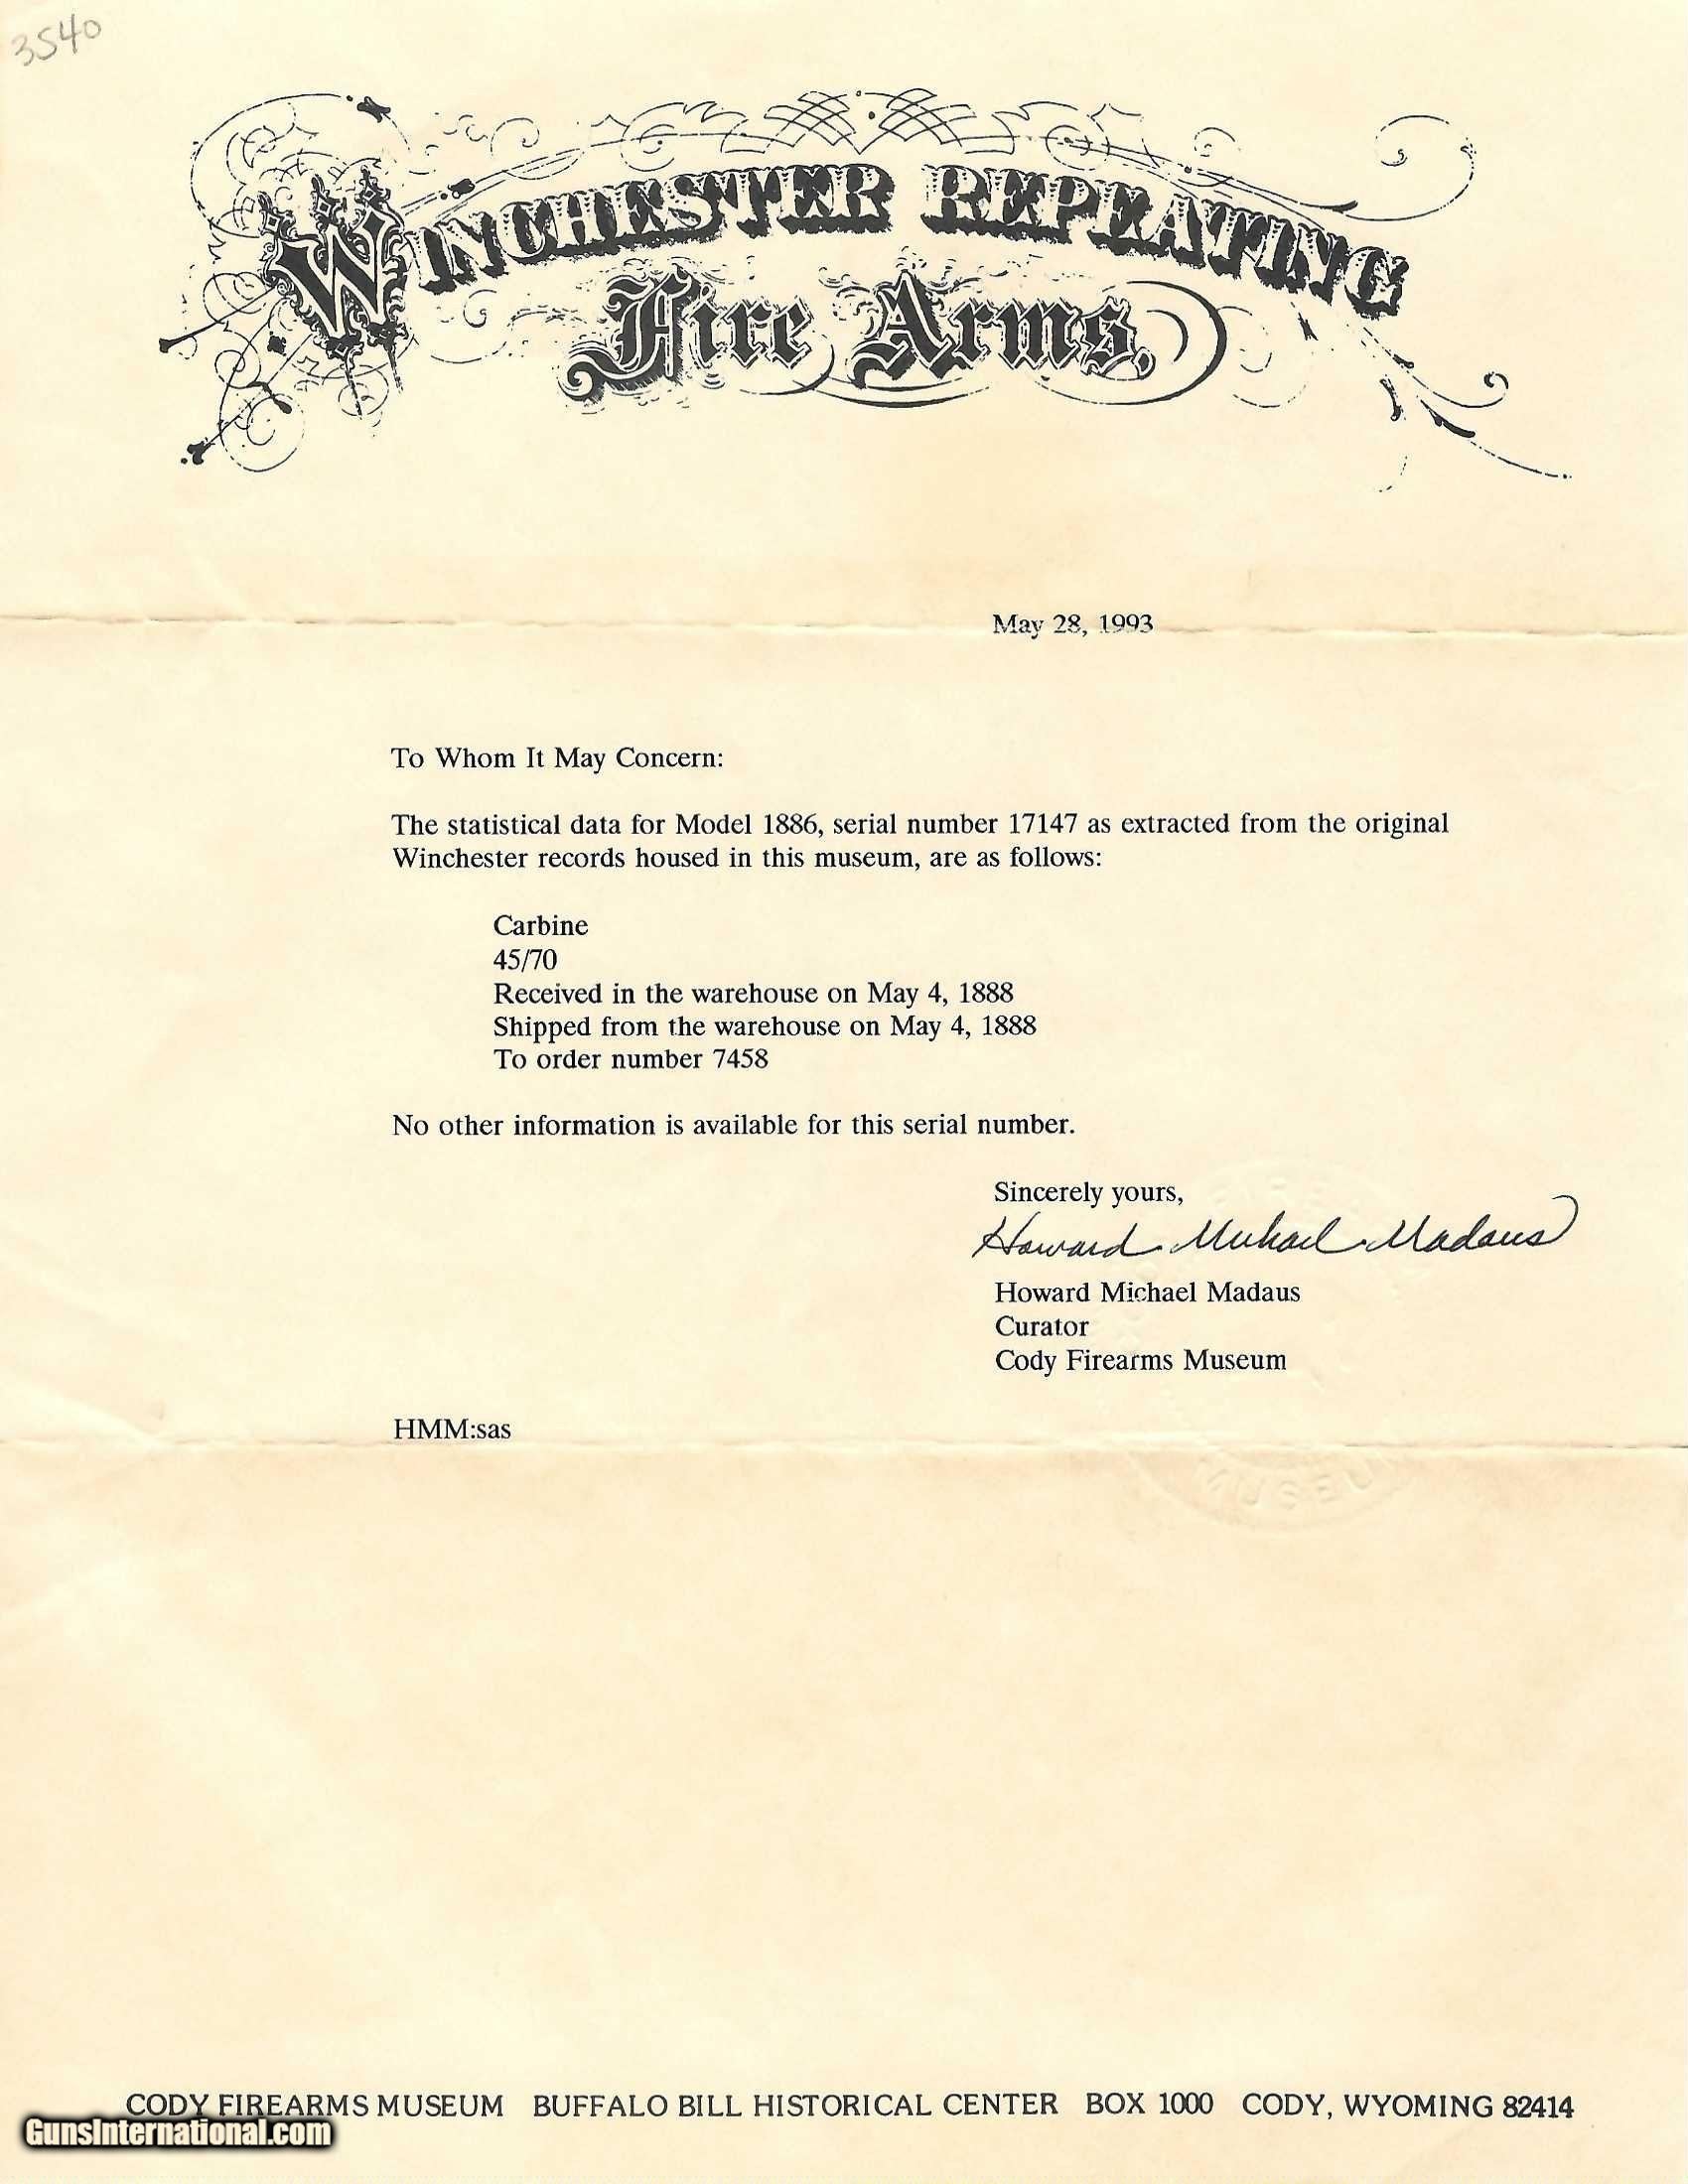 3540
WINCHESTER REPEATING
Fire Arms,
May 28, 1993
To Whom It May Concern:
The statistical data for Model 1886, serial number 17147 as extracted from the original
Winchester records housed in this museum, are as follows:
Carbine
45/70
Received in the warehouse on May 4, 1888
Shipped from the warehouse on May 4, 1888
To order number 7458
No other information is available for this serial number.
Sincerely yours,
Howard Michael Madaus
Howard Michael Madaus
Curator
Cody Firearms Museum
HMM:sas
MUSEUM
CODY FIREARMS MUSEUM BUFFALO BILL HISTORICAL CENTER BOX 1000 CODY, WYOMING 82414
GunsInternational.com